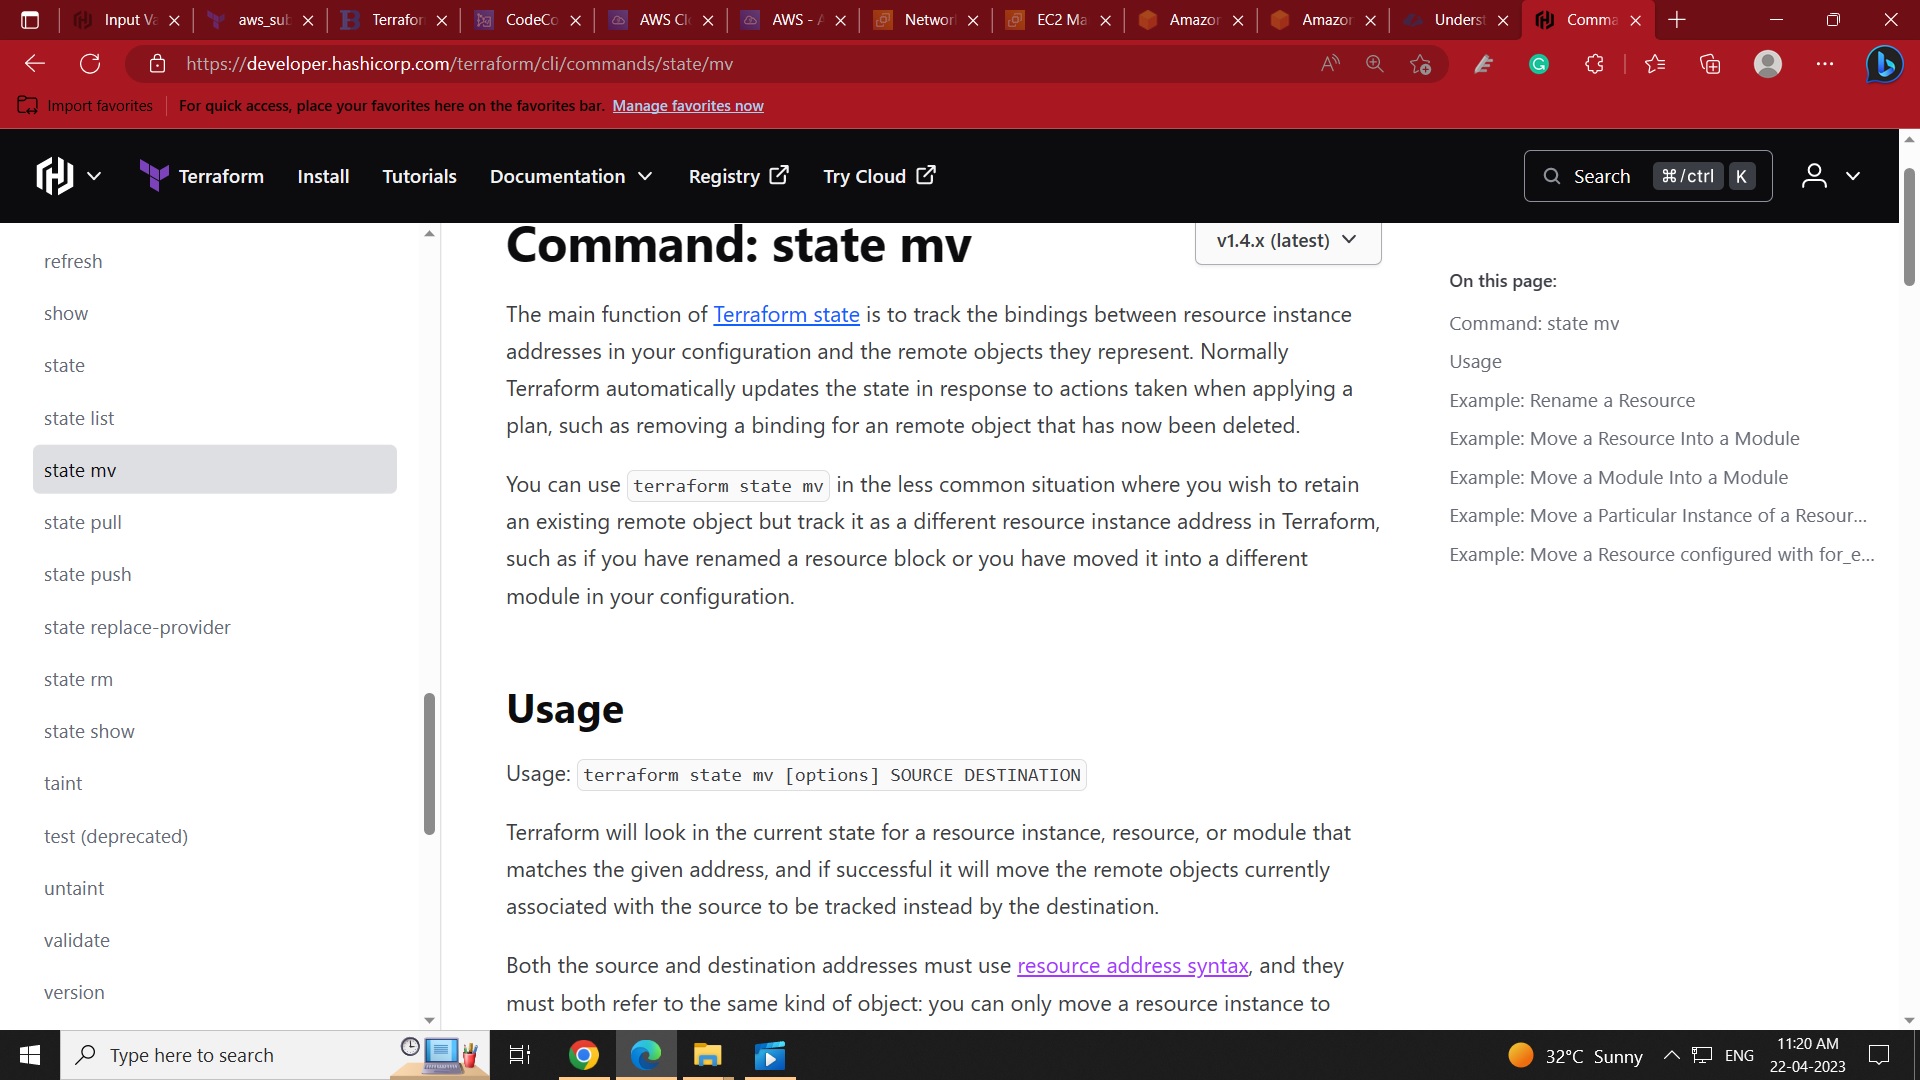 Input Va
aws_sub
Terrafor
CodeCo
AWS Cl
AWS - A
Networ
EC2 Ma
Amazor
Amazor
Underst
Comma
https://developer.hashicorp.com/terraform/cli/commands/state/mv
Import favorites
For quick access, place your favorites here on the favorites bar. Manage favorites now
Terraform
Install
Tutorials
Documentation
Registry
Try Cloud
Search
⌘/ctrl
K
refresh
show
state
state list
state mv
state pull
state push
state replace-provider
state rm
state show
taint
test (deprecated)
untaint
validate
version
Command: state mv
v1.4.x (latest)
The main function of Terraform state is to track the bindings between resource instance
addresses in your configuration and the remote objects they represent. Normally
Terraform automatically updates the state in response to actions taken when applying a
plan, such as removing a binding for an remote object that has now been deleted.
You can use terraform state mv in the less common situation where you wish to retain
an existing remote object but track it as a different resource instance address in Terraform,
such as if you have renamed a resource block or you have moved it into a different
module in your configuration.
Usage
Usage: terraform state mv [options] SOURCE DESTINATION
Terraform will look in the current state for a resource instance, resource, or module that
matches the given address, and if successful it will move the remote objects currently
associated with the source to be tracked instead by the destination.
Both the source and destination addresses must use resource address syntax, and they
must both refer to the same kind of object: you can only move a resource instance to
On this page:
Command: state mv
Usage
Example: Rename a Resource
Example: Move a Resource Into a Module
Example: Move a Module Into a Module
Example: Move a Particular Instance of a Resour...
Example: Move a Resource configured with for_e...
Type here to search
32°C Sunny
ENG
11:20 AM
22-04-2023